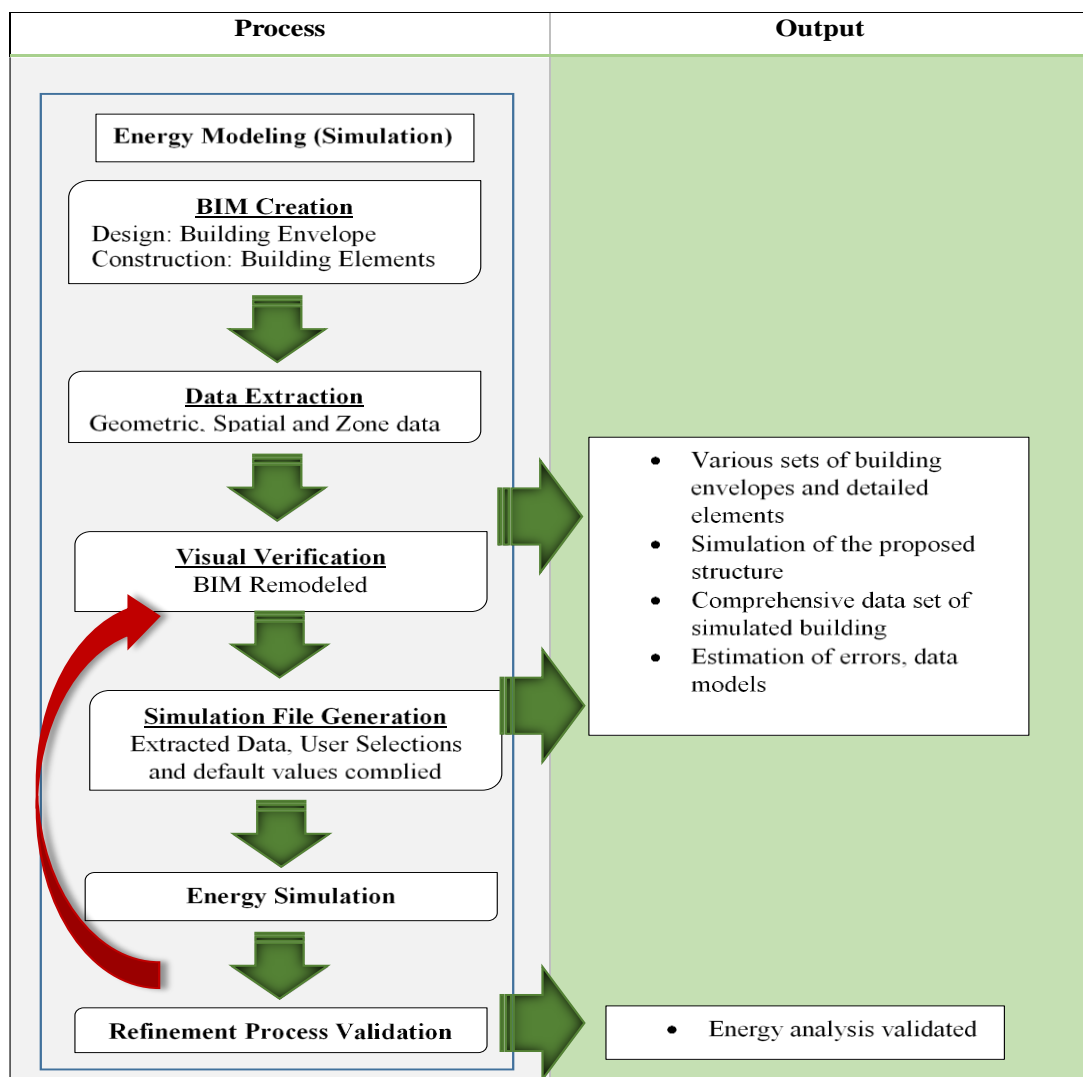 Process
Output
Energy Modeling (Simulation)
BIM Creation
Design: Building Envelope
Construction: Building Elements
Data Extraction
Geometric, Spatial and Zone data
Visual Verification
BIM Remodeled
Simulation File Generation
Extracted Data, User Selections
and default values complied
Energy Simulation
Refinement Process Validation
• Various sets of building
envelopes and detailed
elements
• Simulation of the proposed
structure
• Comprehensive data set of
simulated building
• Estimation of errors, data
models
• Energy analysis validated